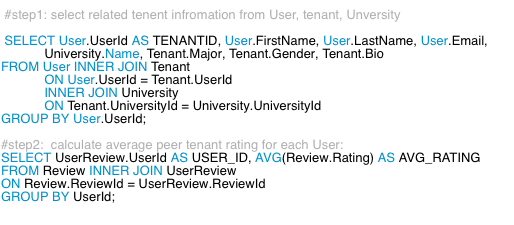 #step1: select related tenent infromation from User, tenant, Unversity
SELECT User.UserId AS TENANTID, User.FirstName, User.LastName, User.Email,
University.Name, Tenant.Major, Tenant.Gender, Tenant.Bio
FROM User INNER JOIN Tenant
ON User.UserId = Tenant.UserId
INNER JOIN University
ON Tenant.UniversityId = University.UniversityId
GROUP BY User.UserId;
#step2:  calculate average peer tenant rating for each User:
SELECT UserReview.UserId AS USER_ID, AVG(Review.Rating) AS AVG_RATING
FROM Review INNER JOIN UserReview
ON Review.ReviewId = UserReview.ReviewId
GROUP BY UserId;